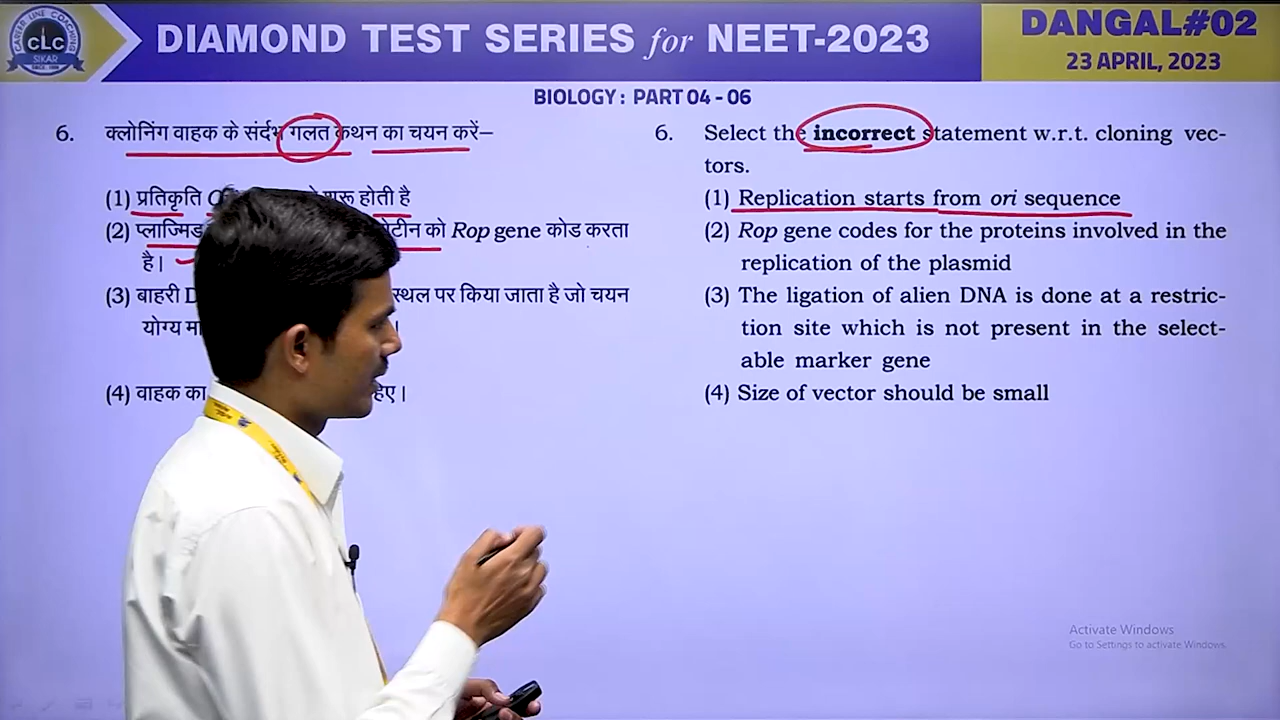 CAREER LINE COACHING
CLC
SIKAR
DIAMOND TEST SERIES for NEET-2023
DANGAL#02
23 APRIL, 2023
BIOLOGY : PART 04 - 06
6. क्लोनिंग वाहक के संदर्भ गलत कथन का चयन करें–
(1) प्रतिकृति शुरू होती है
(2) प्लाज्मिड को Rop gene कोड करता
है।
(3) बाहरी स्थल पर किया जाता है जो चयन
योग्य
(4) वाहक का
6. Select the incorrect statement w.r.t. cloning vec-
tors.
(1) Replication starts from ori sequence
(2) Rop gene codes for the proteins involved in the
replication of the plasmid
(3) The ligation of alien DNA is done at a restric-
tion site which is not present in the select-
able marker gene
(4) Size of vector should be small
Activate Windows
Go to Settings to activate Windows.